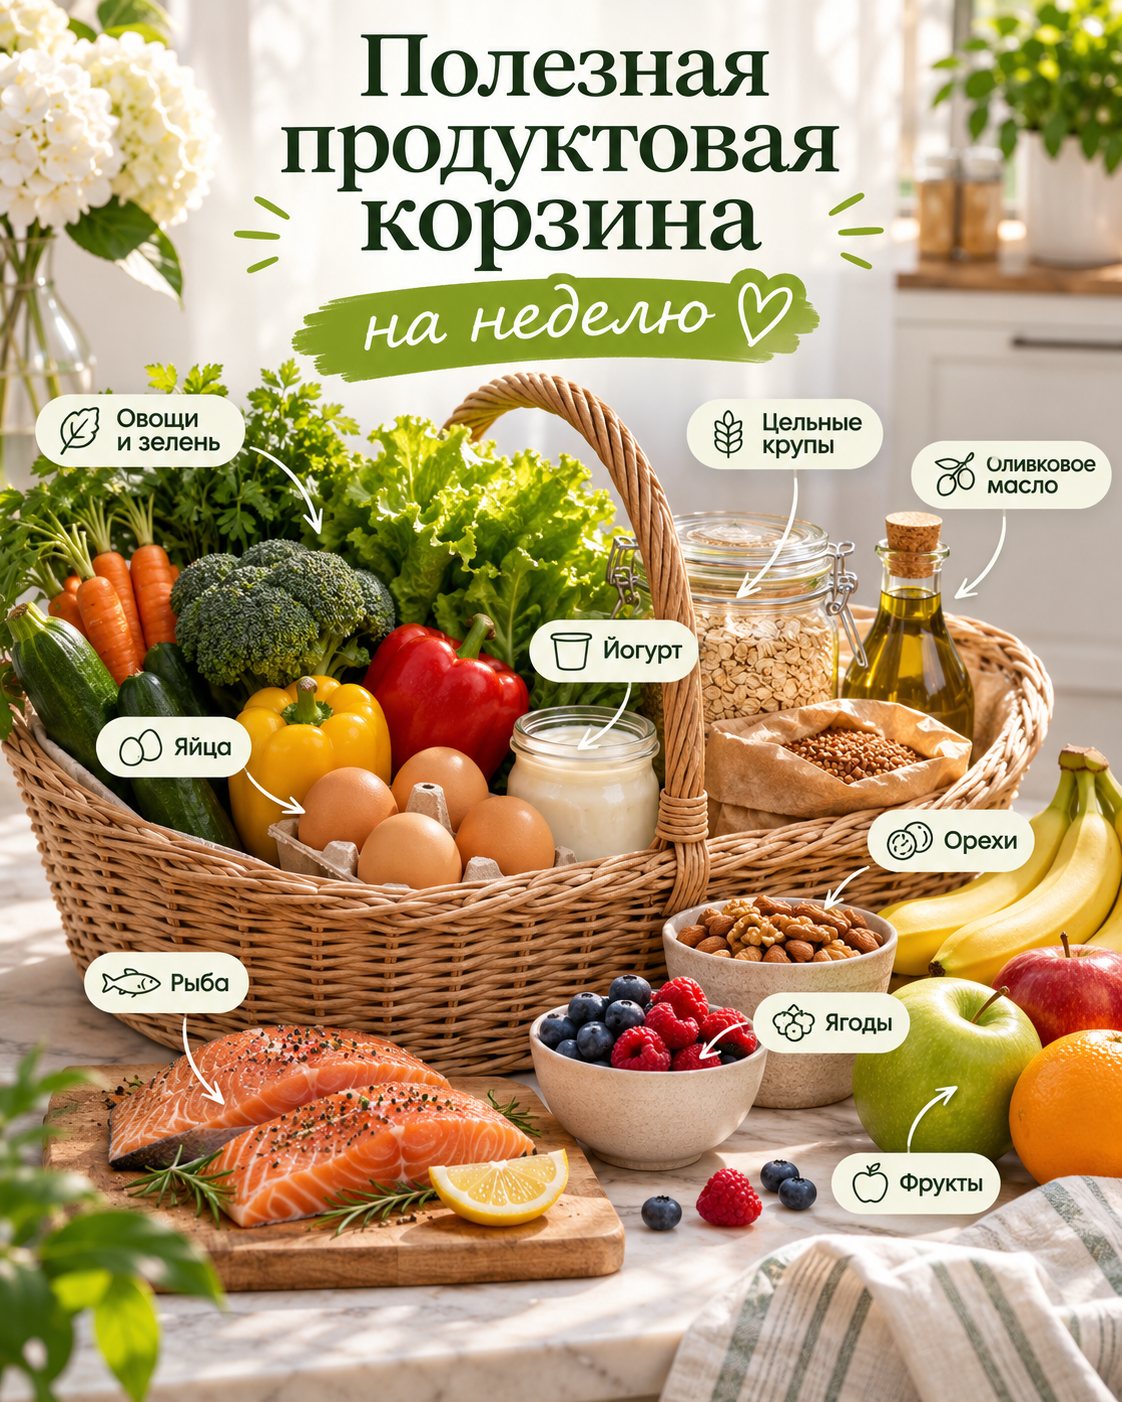 Полезная
продуктовая
корзина
на неделю
Овощи
и зелень
Цельные
крупы
Оливковое
масло
Йогурт
Яйца
Орехи
Рыба
Ягоды
Фрукты